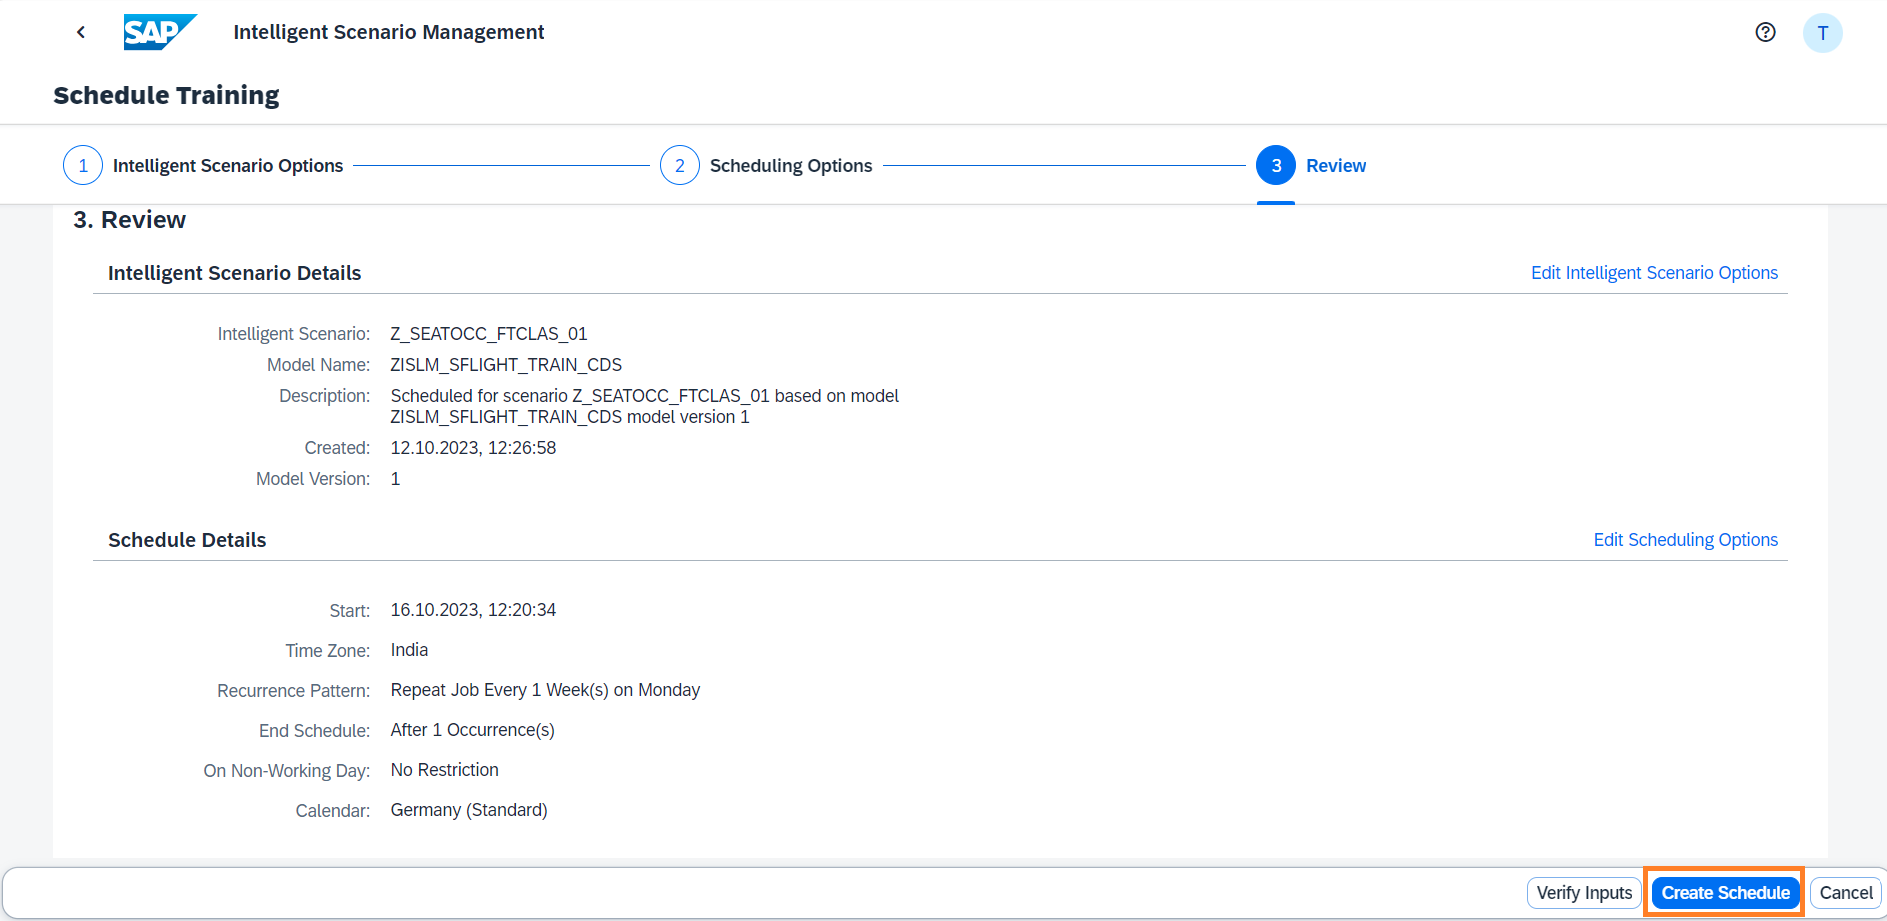 SAP Intelligent Scenario Management T
Schedule Training
1 Intelligent Scenario Options 2 Scheduling Options 3 Review
3. Review
Intelligent Scenario Details Edit Intelligent Scenario Options
Intelligent Scenario: Z_SEATOCC_FTCLAS_01
Model Name: ZISLM_SFLIGHT_TRAIN_CDS
Description: Scheduled for scenario Z_SEATOCC_FTCLAS_01 based on model
ZISLM_SFLIGHT_TRAIN_CDS model version 1
Created: 12.10.2023, 12:26:58
Model Version: 1
Schedule Details Edit Scheduling Options
Start: 16.10.2023, 12:20:34
Time Zone: India
Recurrence Pattern: Repeat Job Every 1 Week(s) on Monday
End Schedule: After 1 Occurrence(s)
On Non-Working Day: No Restriction
Calendar: Germany (Standard)
Verify Inputs Create Schedule Cancel